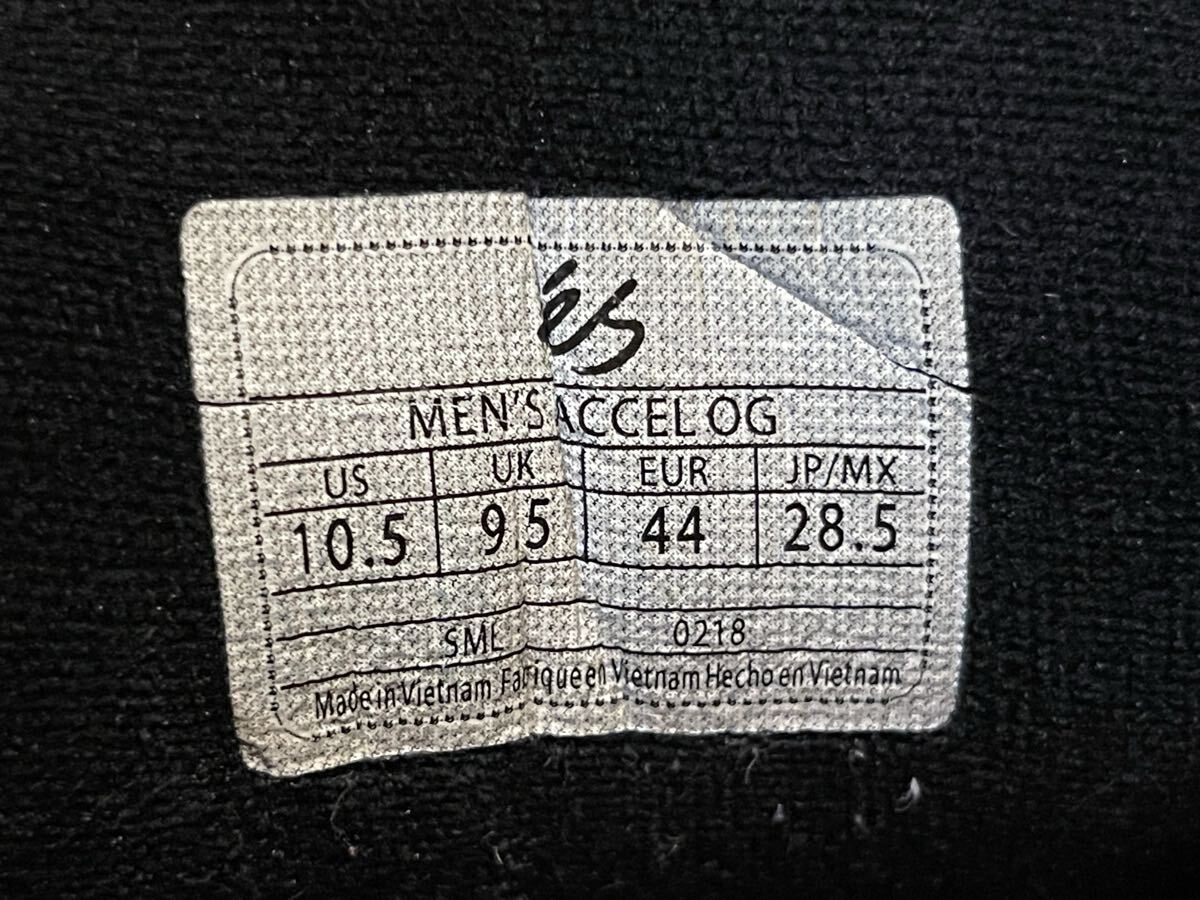 éS
MEN'S ACCEL OG
US UK EUR JP/MX
10.5 9 5 44 28.5
SML 0218
Made in Vietnam Fabrique en Vietnam Hecho en Vietnam